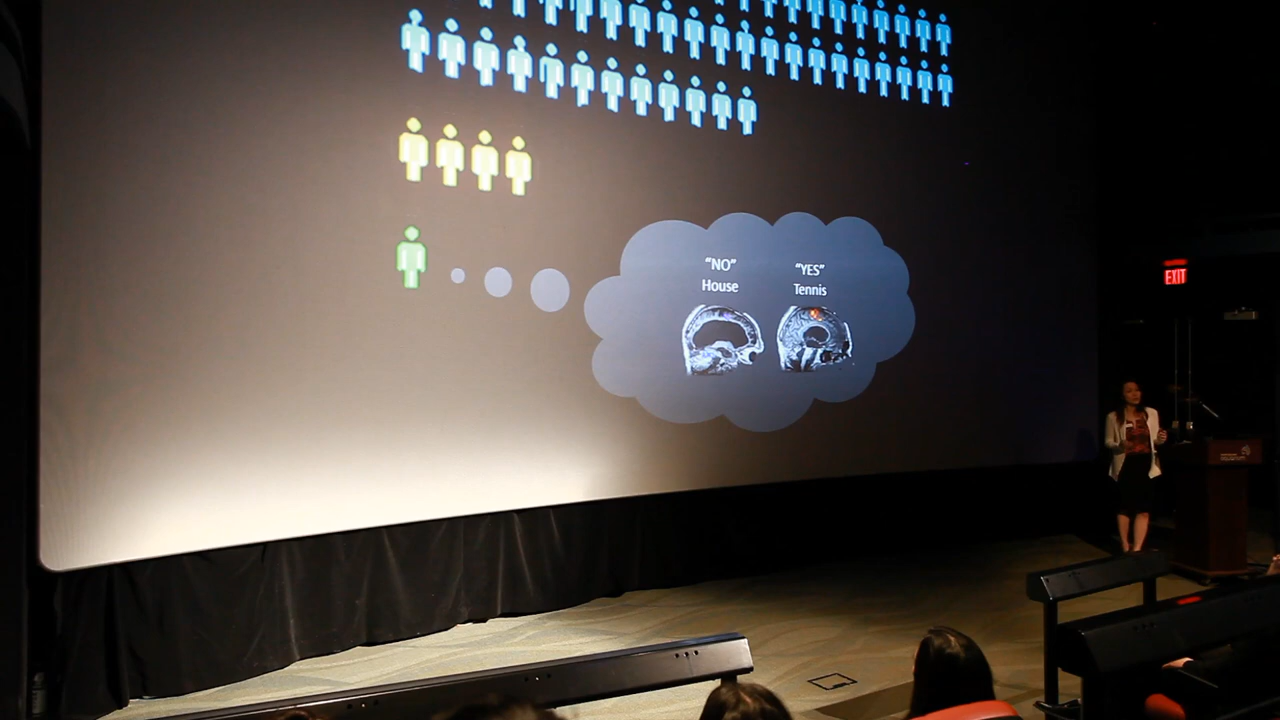 “NO”
House
“YES”
Tennis
EXIT